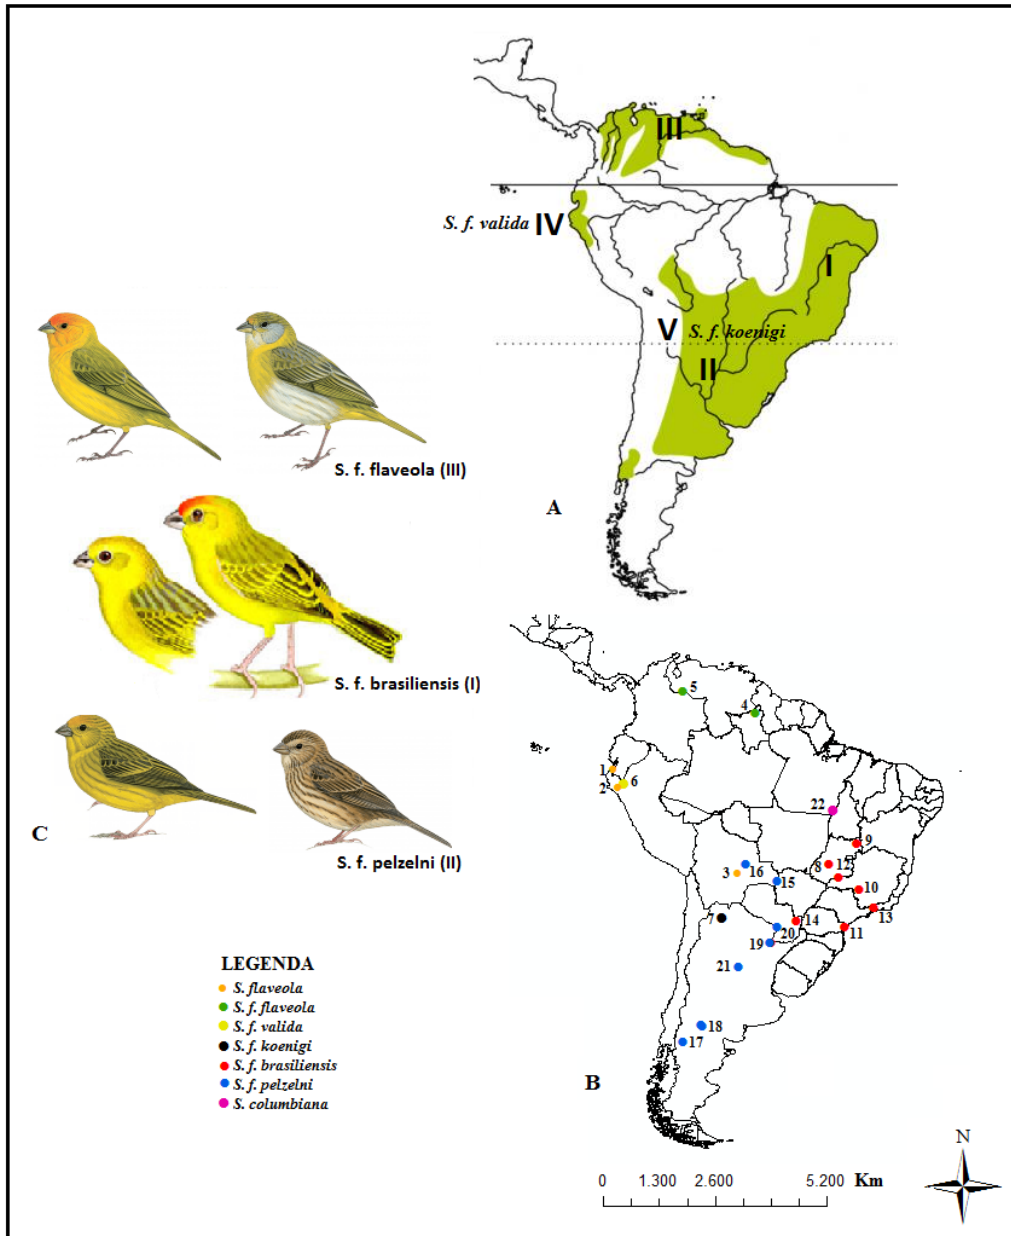 III
S. f. valida IV
I
V S. f. koenigi
II
A
S. f. flaveola (III)
S. f. brasiliensis (I)
S. f. pelzelni (II)
C
5
4
1
6
2
22
9
8
12
16
3
15
10
13
7
14
11
20
19
21
18
17
B
LEGENDA
S. flaveola
S. f. flaveola
S. f. valida
S. f. koenigi
S. f. brasiliensis
S. f. pelzelni
S. columbiana
N
0 1.300 2.600 5.200 Km